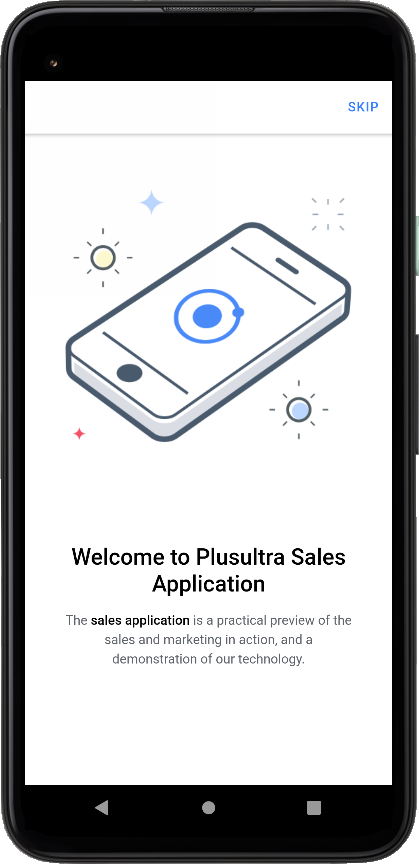 SKIP
Welcome to Plusultra Sales
Application
The sales application is a practical preview of the
sales and marketing in action, and a
demonstration of our technology.